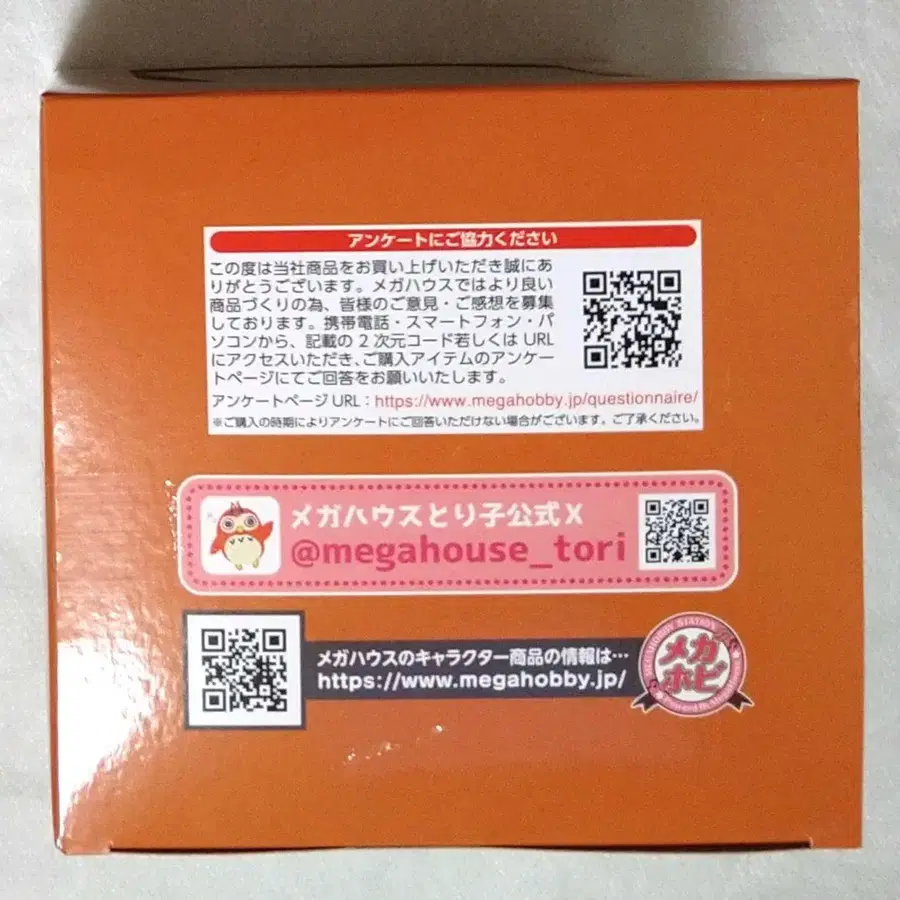 アンケートにご協力ください
この度は当社商品をお買い上げいただき誠にあ
りがとうございます。メガハウスではより良い
商品づくりの為、皆様のご意見・ご感想を募集
しております。携帯電話・スマートフォン・パ
ソコンから、記載の2次元コード若しくはURL
にアクセスいただき、ご購入アイテムのアンケー
トページにてご回答をお願いいたします。
アンケートページURL：https://www.megahobby.jp/questionnaire/
※ご購入の時期によりアンケートにご回答いただけない場合がございます。ご了承ください。
メガハウスとり子公式X
@megahouse_tori
メガハウスのキャラクター商品の情報は…
https://www.megahobby.jp/
MEGAHOBBY STATION
メガ
ホビ